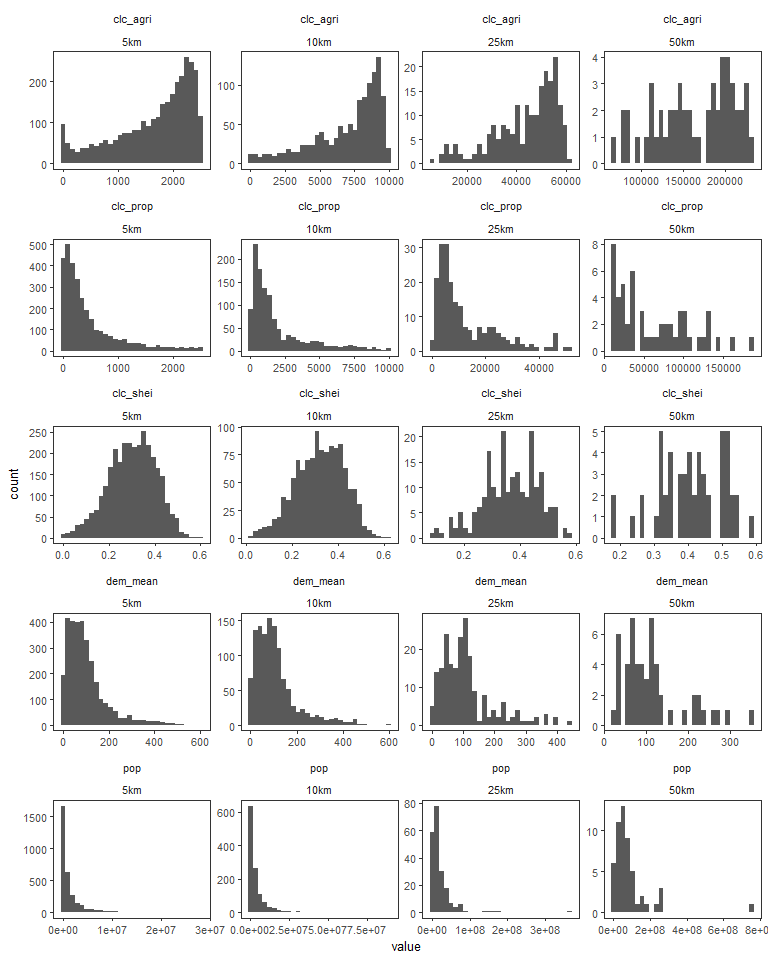 clc_agri clc_agri clc_agri clc_agri
5km 10km 25km 50km
200 100 0 0 1000 2000
100 50 0 0 2500 5000 7500 10000
20 15 10 5 0 20000 40000 60000
4 3 2 1 0 100000 150000 200000
clc_prop clc_prop clc_prop clc_prop
5km 10km 25km 50km
500 400 300 200 100 0 0 1000 2000
200 150 100 50 0 0 2500 5000 7500 10000
30 20 10 0 0 20000 40000
8 6 4 2 0 0 50000 100000 150000
clc_shei clc_shei clc_shei clc_shei
5km 10km 25km 50km
250 200 150 100 50 0 0.0 0.2 0.4 0.6
100 75 50 25 0 0.0 0.2 0.4 0.6
20 15 10 5 0 0.2 0.4 0.6
5 4 3 2 1 0 0.2 0.3 0.4 0.5 0.6
count
dem_mean dem_mean dem_mean dem_mean
5km 10km 25km 50km
400 300 200 100 0 0 200 400 600
150 100 50 0 0 200 400 600
20 10 0 0 100 200 300 400
6 4 2 0 0 100 200 300
pop pop pop pop
5km 10km 25km 50km
1500 1000 500 0 0e+00 1e+07 2e+07 3e+07
600 400 200 0 0.0e+00 2.5e+07 5.0e+07 7.5e+07
80 60 40 20 0 0e+00 1e+08 2e+08 3e+08
10 5 0 0e+00 2e+08 4e+08 6e+08
value